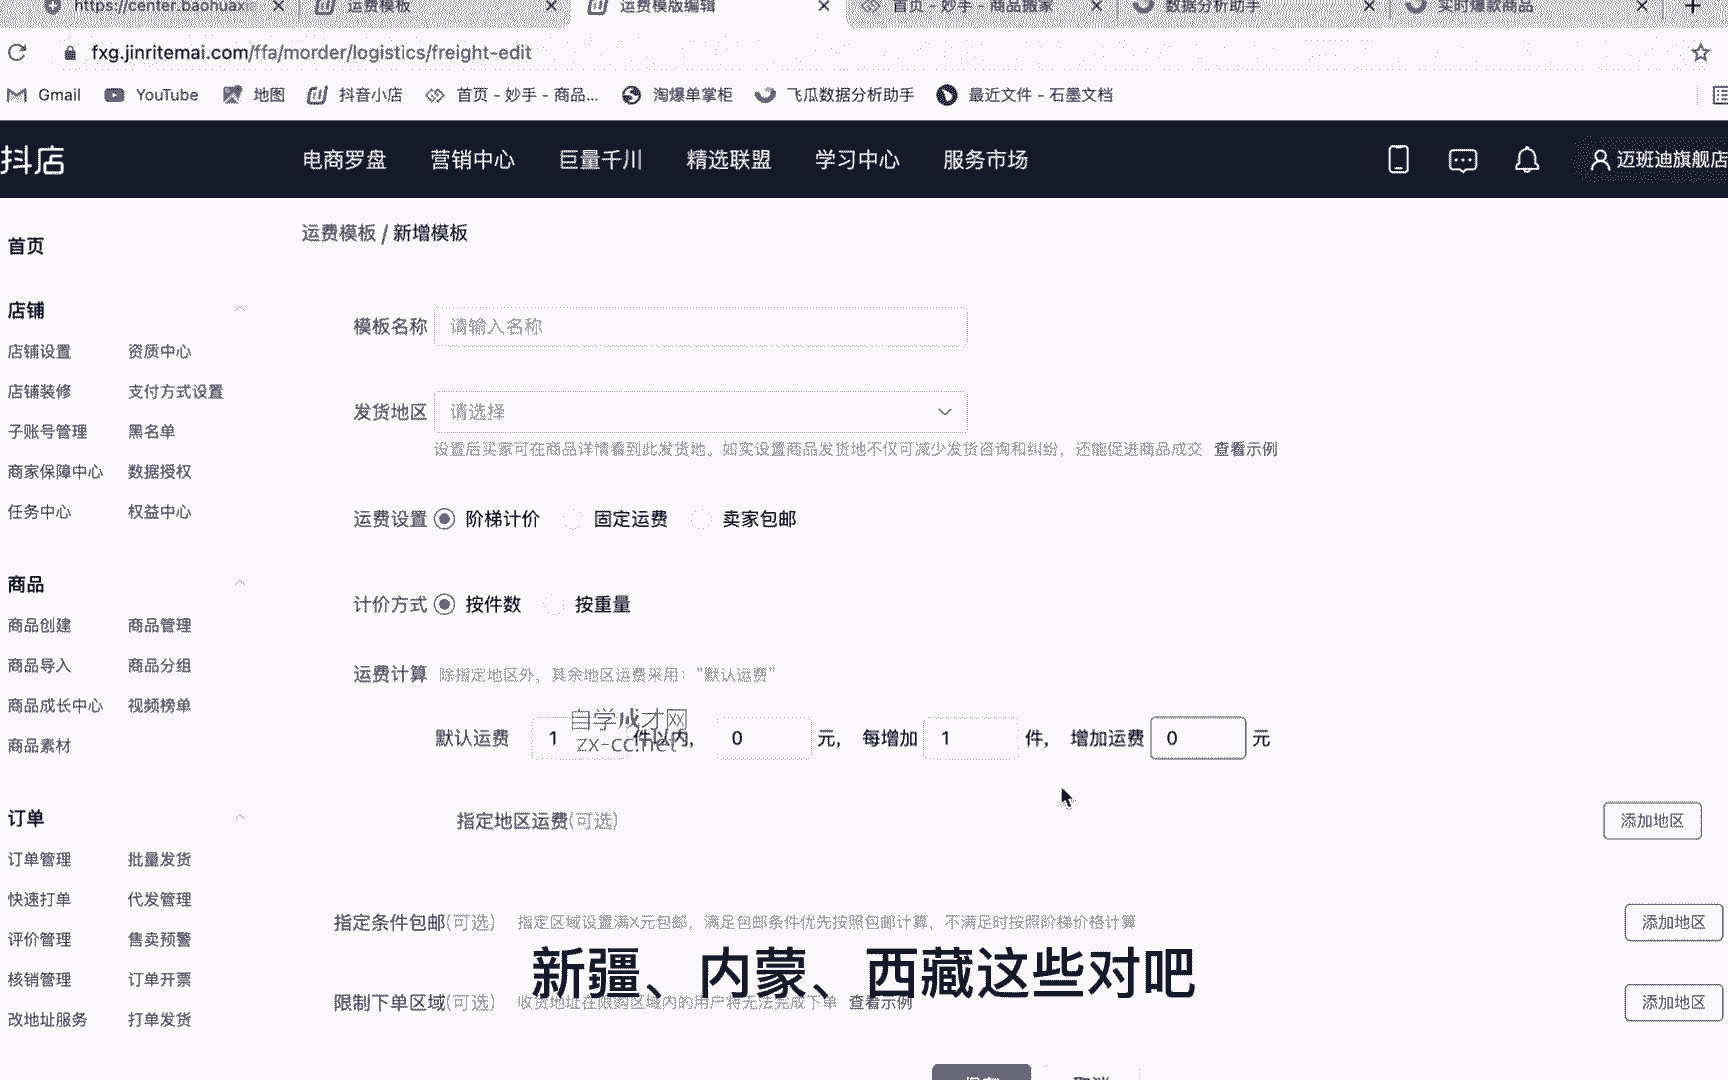 https://center.baohuaxia
运费模板
运费模版编辑
首页 - 妙手 - 商品搬家
数据分析助手
实时爆款商品
fxg.jinritemai.com/ffa/morder/logistics/freight-edit
Gmail
YouTube
地图
抖音小店
首页 - 妙手 - 商品...
淘爆单掌柜
飞瓜数据分析助手
最近文件 - 石墨文档
抖店
电商罗盘
营销中心
巨量千川
精选联盟
学习中心
服务市场
迈班迪旗舰店
运费模板 / 新增模板
首页
店铺
店铺设置 资质中心
店铺装修 支付方式设置
子账号管理 黑名单
商家保障中心 数据授权
任务中心 权益中心
商品
商品创建 商品管理
商品导入 商品分组
商品成长中心 视频榜单
商品素材
订单
订单管理 批量发货
快速打单 代发管理
评价管理 售卖预警
核销管理 订单开票
改地址服务 打单发货
模板名称 请输入名称
发货地区 请选择
设置后买家可在商品详情看到此发货地。如实设置商品发货地不仅可减少发货咨询和纠纷，还能促进商品成交 查看示例
运费设置 阶梯计价 固定运费 卖家包邮
计价方式 按件数 按重量
运费计算 除指定地区外，其余地区运费采用：“默认运费”
自学成才网
zx-cc.net
默认运费 1 件以内， 0 元， 每增加 1 件， 增加运费 0 元
指定地区运费(可选) 添加地区
指定条件包邮(可选) 指定区域设置满X元包邮，满足包邮条件优先按照包邮计算，不满足时按照阶梯价格计算 添加地区
新疆、内蒙、西藏这些对吧
限制下单区域(可选) 收货地址在限购区域内的用户将无法完成下单 查看示例 添加地区